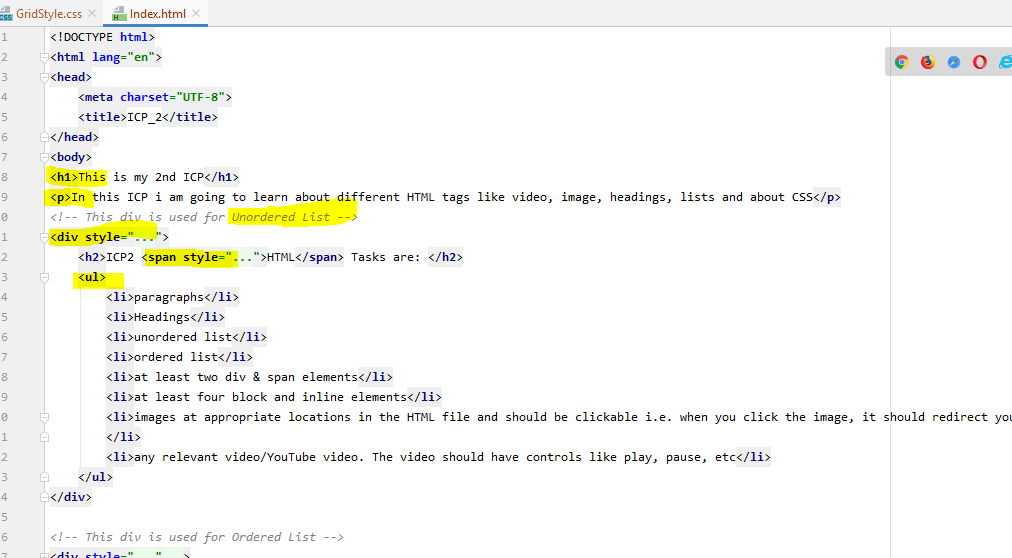 GridStyle.css Index.html
1 <!DOCTYPE html>
2 <html lang="en">
3 <head>
4 <meta charset="UTF-8">
5 <title>ICP_2</title>
6 </head>
7 <body>
8 <h1>This is my 2nd ICP</h1>
9 <p>In this ICP i am going to learn about different HTML tags like video, image, headings, lists and about CSS</p>
0 <!-- This div is used for Unordered List -->
1 <div style="...">
2 <h2>ICP2 <span style="...">HTML</span> Tasks are: </h2>
3 <ul>
4 <li>paragraphs</li>
5 <li>Headings</li>
6 <li>unordered list</li>
7 <li>ordered list</li>
8 <li>at least two div & span elements</li>
9 <li>at least four block and inline elements</li>
0 <li>images at appropriate locations in the HTML file and should be clickable i.e. when you click the image, it should redirect you
1 </li>
2 <li>any relevant video/YouTube video. The video should have controls like play, pause, etc</li>
3 </ul>
4 </div>
5
6 <!-- This div is used for Ordered List -->
7 <div style="..." >